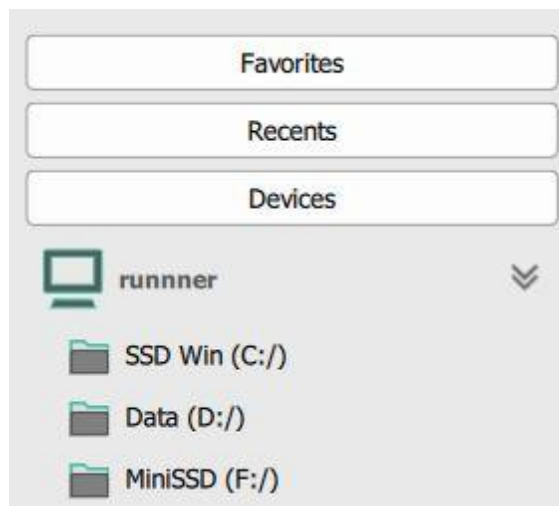 Favorites
Recents
Devices
runnner
SSD Win (C:/)
Data (D:/)
MiniSSD (F:/)